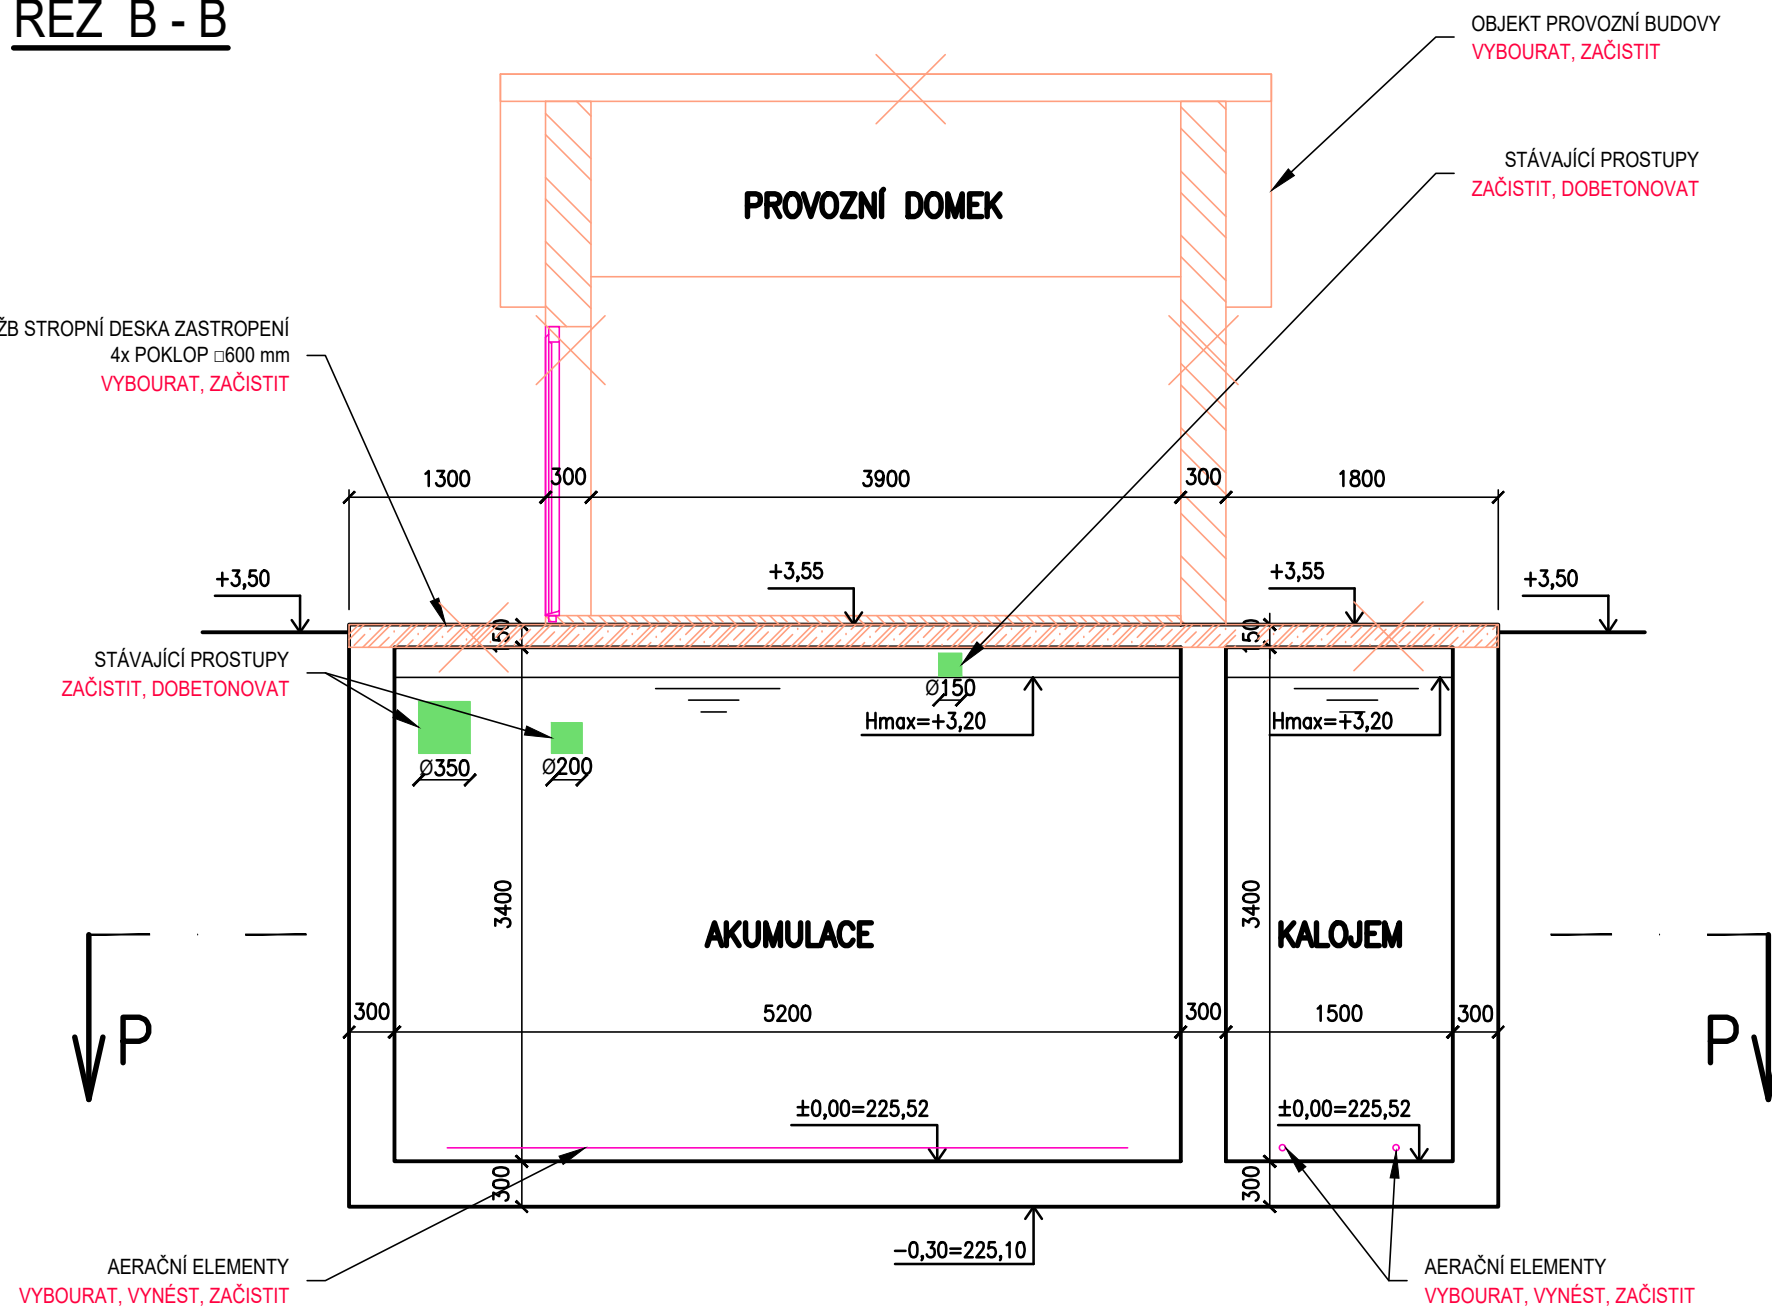 ŘEZ B - B
OBJEKT PROVOZNÍ BUDOVY
VYBOURAT, ZAČISTIT
STÁVAJÍCÍ PROSTUPY
ZAČISTIT, DOBETONOVAT
PROVOZNÍ DOMEK
ŽB STROPNÍ DESKA ZASTROPENÍ
4x POKLOP □600 mm
VYBOURAT, ZAČISTIT
1300
300
3900
300
1800
+3,50
+3,55
+3,55
+3,50
150
150
STÁVAJÍCÍ PROSTUPY
ZAČISTIT, DOBETONOVAT
Ø150
Hmax=+3,20
Hmax=+3,20
Ø350
Ø200
3400
3400
AKUMULACE
KALOJEM
300
5200
300
1500
300
P
P
±0,00=225,52
±0,00=225,52
300
300
-0,30=225,10
AERAČNÍ ELEMENTY
VYBOURAT, VYNÉST, ZAČISTIT
AERAČNÍ ELEMENTY
VYBOURAT, VYNÉST, ZAČISTIT